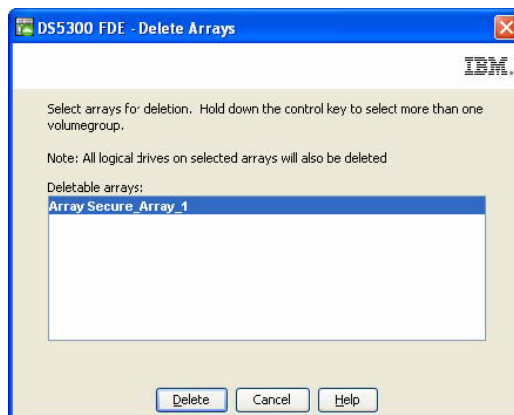 DS5300 FDE - Delete Arrays
IBM.
Select arrays for deletion. Hold down the control key to select more than one
volumegroup.
Note: All logical drives on selected arrays will also be deleted
Deletable arrays:
Array Secure_Array_1
Delete Cancel Help